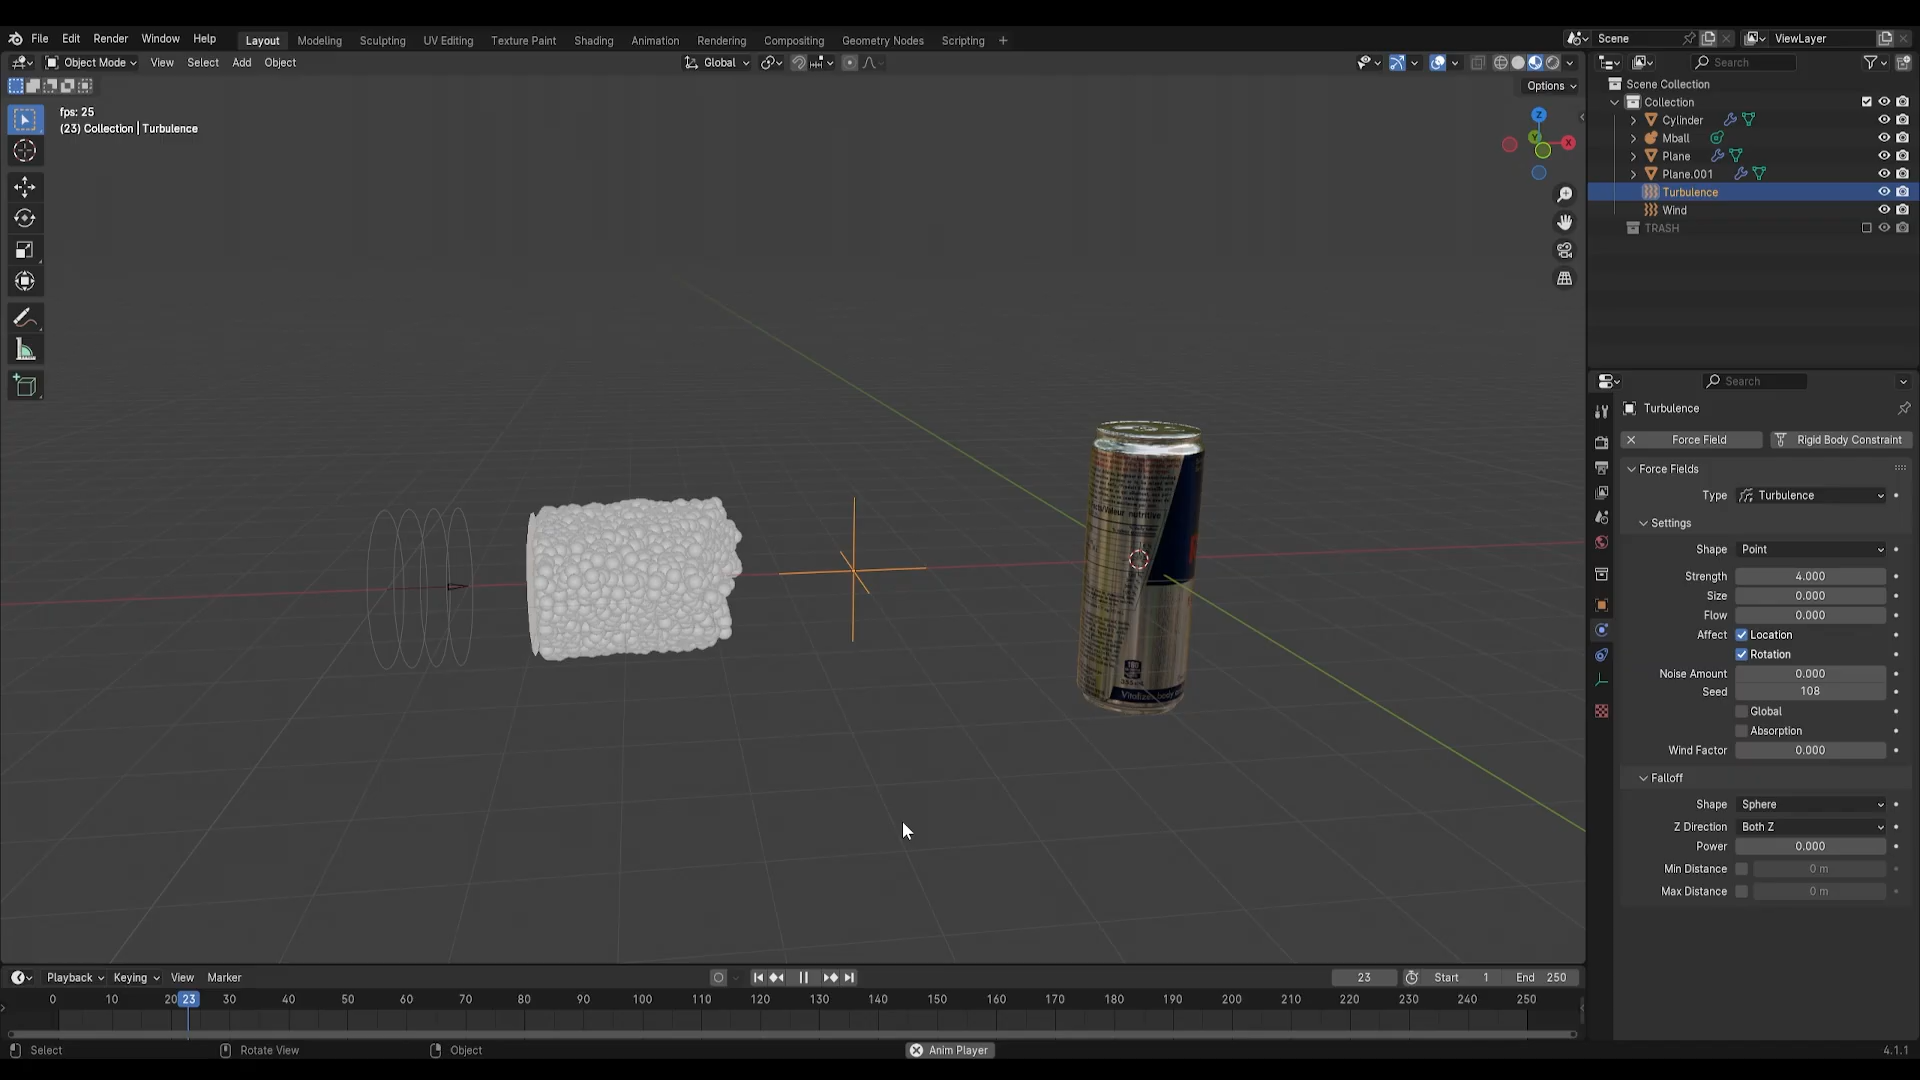 File Edit Render Window Help Layout Modeling Sculpting UV Editing Texture Paint Shading Animation Rendering Compositing Geometry Nodes Scripting + Scene ViewLayer
Object Mode View Select Add Object Global Search
Options
fps: 25
(23) Collection | Turbulence
Z
Y
X
Scene Collection
Collection
Cylinder
Mball
Plane
Plane.001
Turbulence
Wind
TRASH
Search
Turbulence
Force Field Rigid Body Constraint
Force Fields
Type Turbulence
Settings
Shape Point
Strength 4.000
Size 0.000
Flow 0.000
Affect Location
Rotation
Noise Amount 0.000
Seed 108
Global
Absorption
Wind Factor 0.000
Falloff
Shape Sphere
Z Direction Both Z
Power 0.000
Min Distance 0 m
Max Distance 0 m
nutritive
180
Vitalizes body
Playback Keying View Marker 23 Start 1 End 250
0 10 20 23 30 40 50 60 70 80 90 100 110 120 130 140 150 160 170 180 190 200 210 220 230 240 250
Select Rotate View Object Anim Player 4.1.1